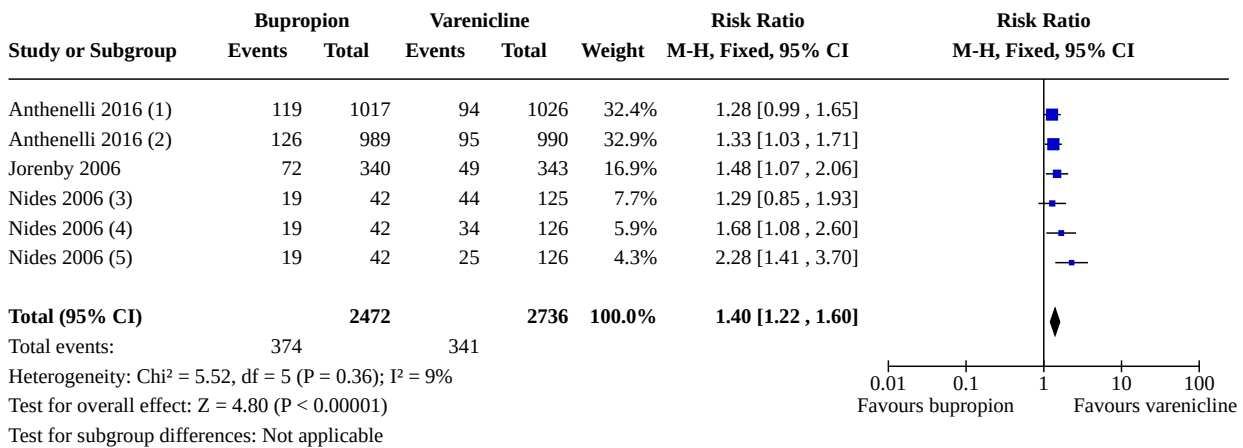 Bupropion Varenicline Risk Ratio Risk Ratio
Study or Subgroup Events Total Events Total Weight M-H, Fixed, 95% CI M-H, Fixed, 95% CI
Anthenelli 2016 (1) 119 1017 94 1026 32.4% 1.28 [0.99 , 1.65]
Anthenelli 2016 (2) 126 989 95 990 32.9% 1.33 [1.03 , 1.71]
Jorenby 2006 72 340 49 343 16.9% 1.48 [1.07 , 2.06]
Nides 2006 (3) 19 42 44 125 7.7% 1.29 [0.85 , 1.93]
Nides 2006 (4) 19 42 34 126 5.9% 1.68 [1.08 , 2.60]
Nides 2006 (5) 19 42 25 126 4.3% 2.28 [1.41 , 3.70]
Total (95% CI) 2472 2736 100.0% 1.40 [1.22 , 1.60]
Total events: 374 341
Heterogeneity: Chi² = 5.52, df = 5 (P = 0.36); I² = 9%
0.01 0.1 1 10 100
Test for overall effect: Z = 4.80 (P < 0.00001)
Favours bupropion Favours varenicline
Test for subgroup differences: Not applicable